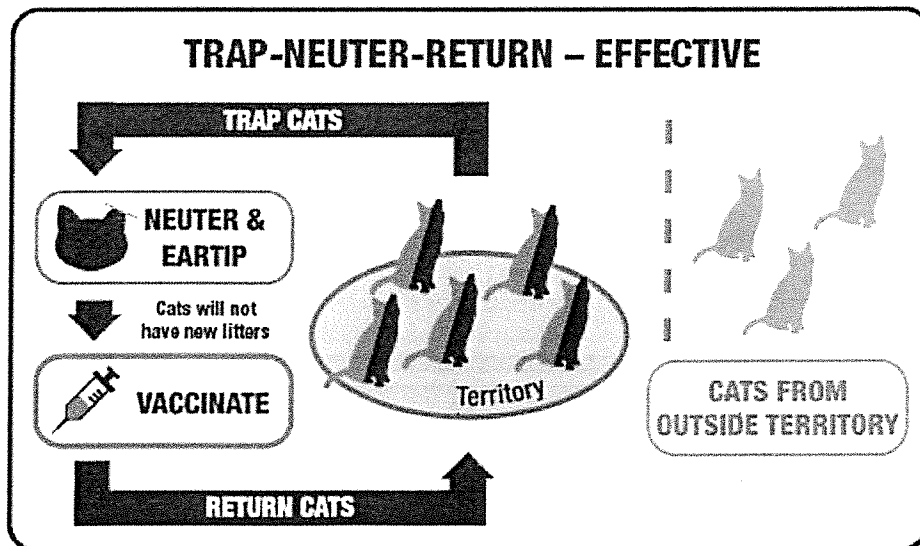 TRAP-NEUTER-RETURN – EFFECTIVE
TRAP CATS
NEUTER &
EARTIP
Cats will not
have new litters
VACCINATE
RETURN CATS
Territory
CATS FROM
OUTSIDE TERRITORY